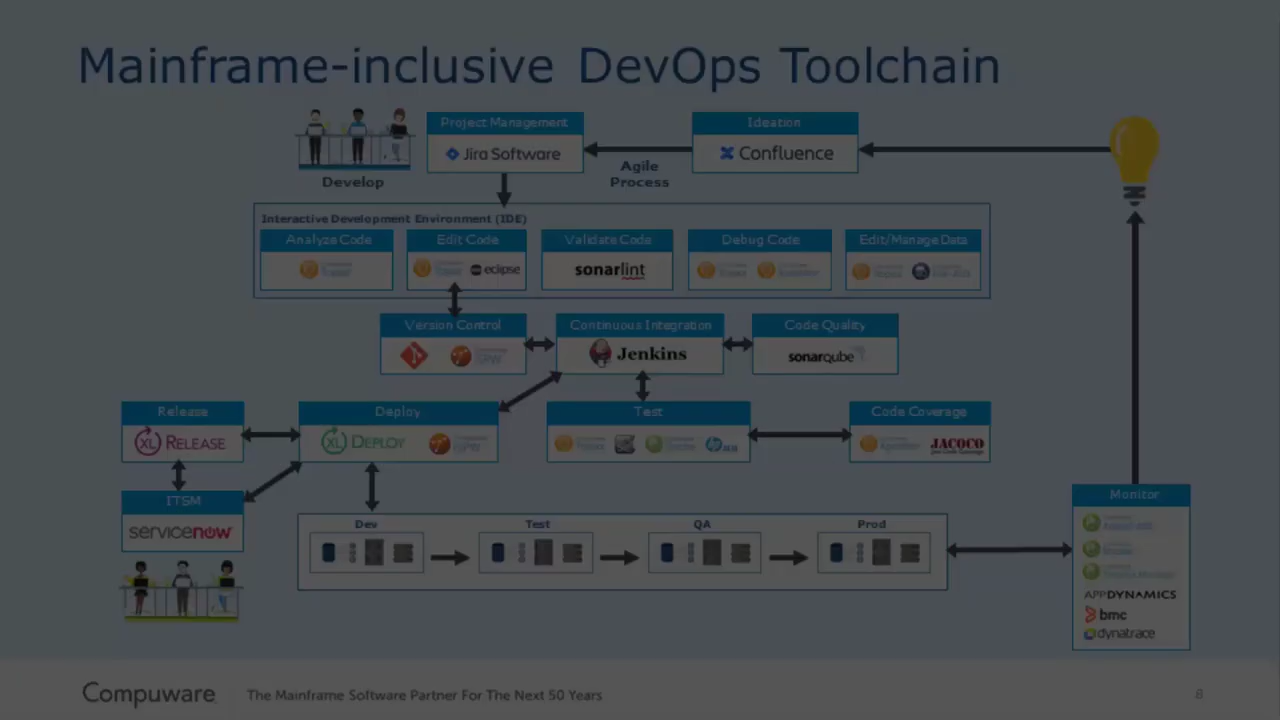 Mainframe-inclusive DevOps Toolchain
Project Management
Jira Software
Ideation
Confluence
Agile
Process
Develop
Interactive Development Environment (IDE)
Analyze Code
Edit Code
eclipse
Validate Code
sonarlint
Debug Code
Edit/Manage Data
Version Control
ISPW
Continuous Integration
Jenkins
Code Quality
sonarqube
Release
XL RELEASE
Deploy
XL DEPLOY
ISPW
Test
Code Coverage
JACOCO
ITSM
servicenow
Dev
Test
QA
Prod
Monitor
APPDYNAMICS
bmc
dynatrace
Compuware
The Mainframe Software Partner For The Next 50 Years
8